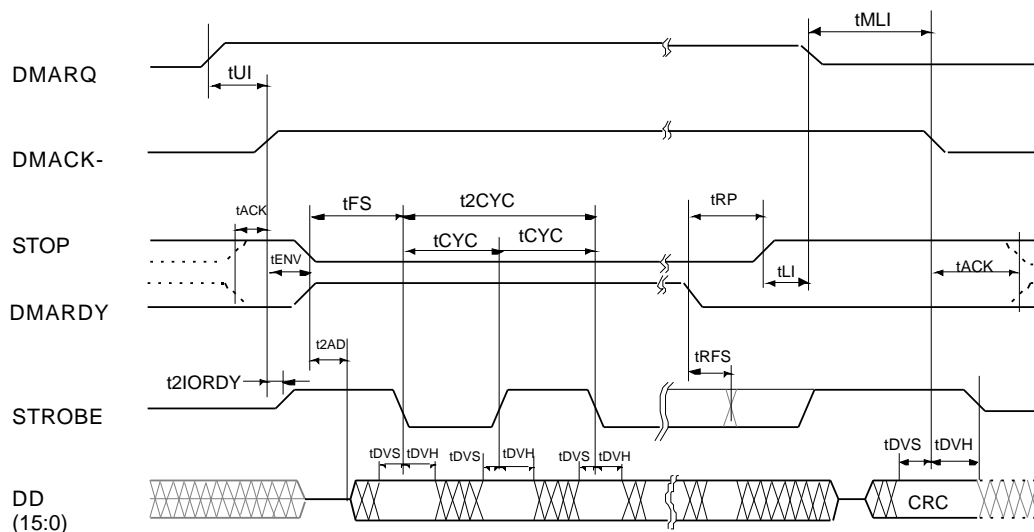 tMLI
DMARQ
tUI
DMACK-
tFS
t2CYC
tRP
tACK
STOP
tCYC
tCYC
tENV
tLI
tACK
DMARDY
t2AD
tRFS
t2IORDY
STROBE
tDVS
tDVH
tDVS
tDVH
tDVS
tDVH
tDVS
tDVH
DD
(15:0)
CRC